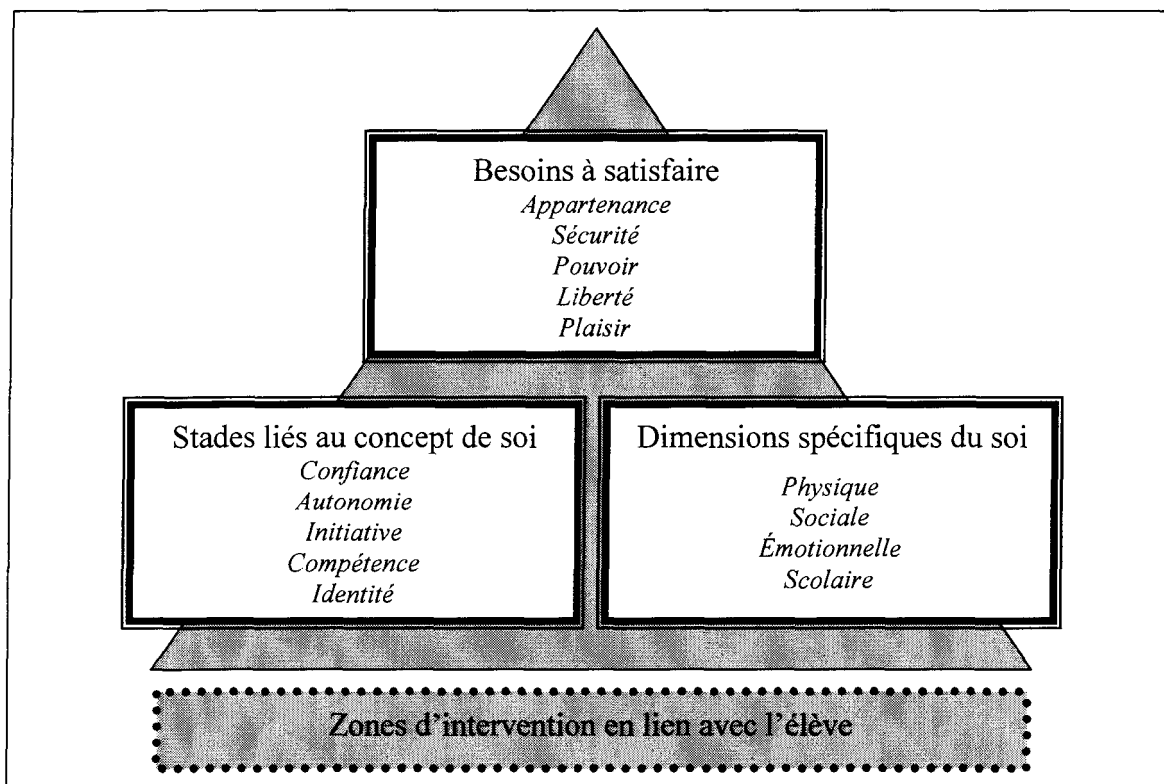 Besoins à satisfaire
Appartenance
Sécurité
Pouvoir
Liberté
Plaisir
Stades liés au concept de soi
Confiance
Autonomie
Initiative
Compétence
Identité
Dimensions spécifiques du soi
Physique
Sociale
Émotionnelle
Scolaire
Zones d'intervention en lien avec l'élève